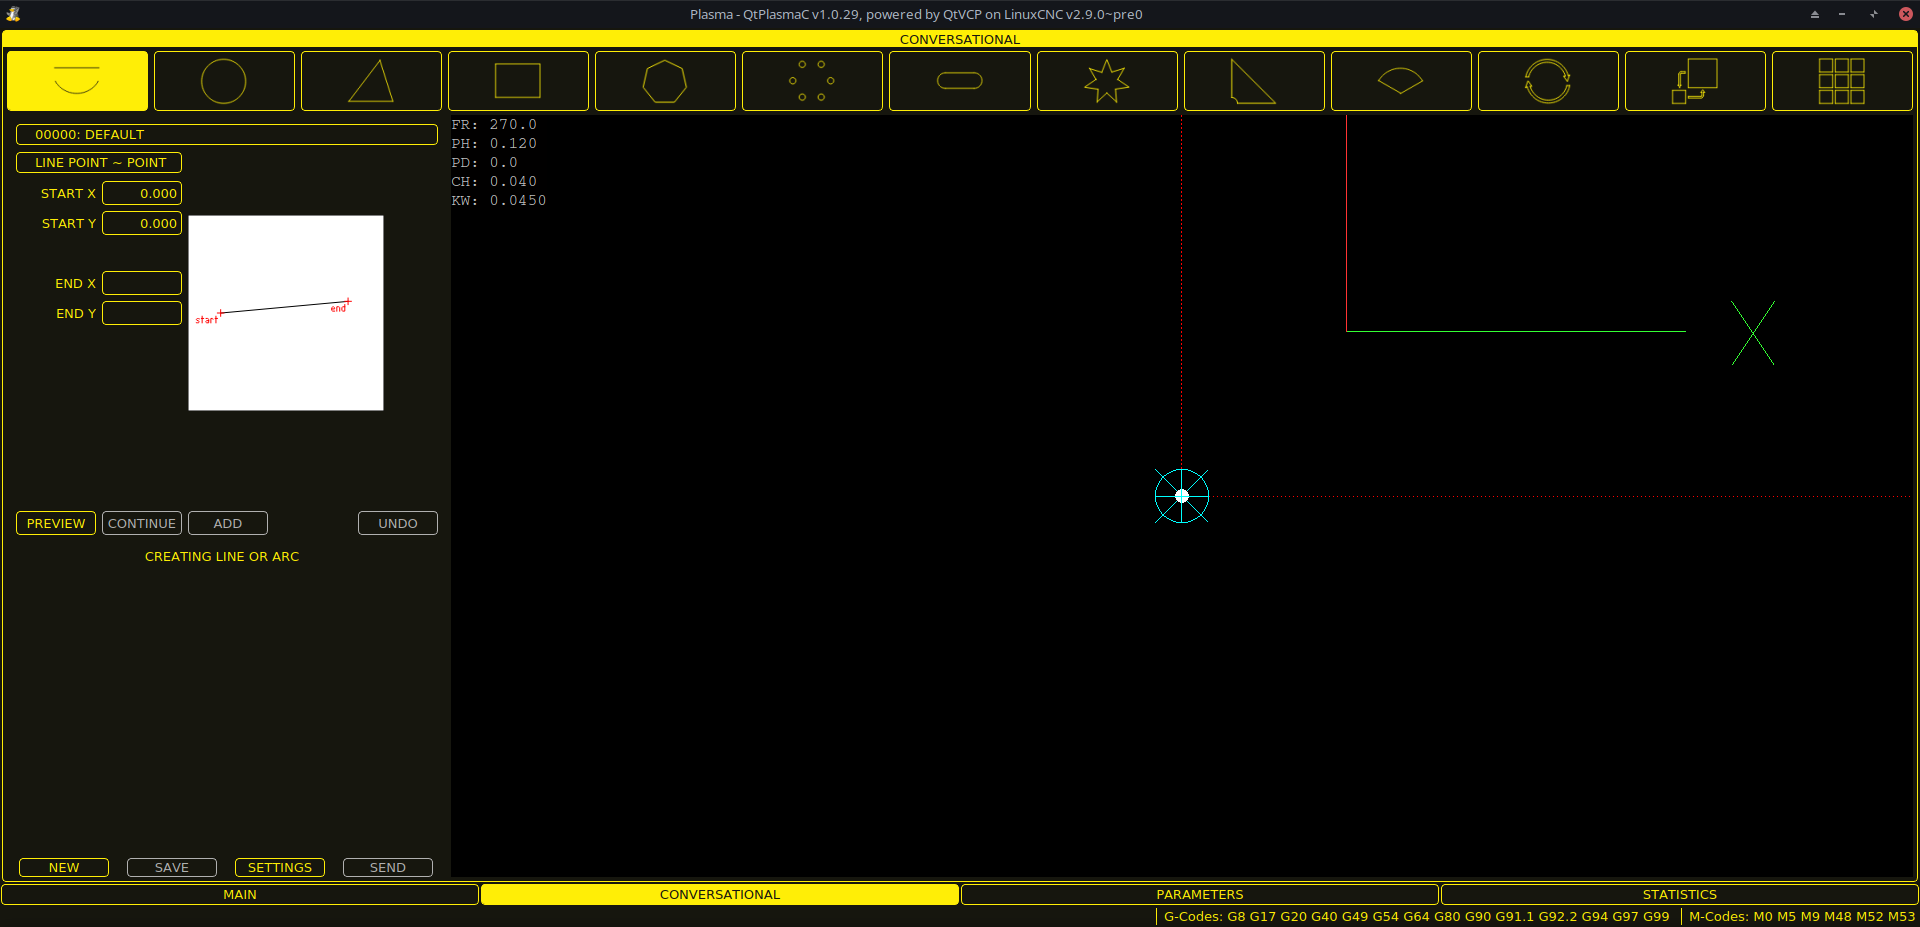 Plasma - QtPlasmaC v1.0.29, powered by QtVCP on LinuxCNC v2.9.0~pre0
CONVERSATIONAL
00000: DEFAULT
LINE POINT ~ POINT
START X 0.000
START Y 0.000
END X
END Y
start
end
PREVIEW CONTINUE ADD UNDO
CREATING LINE OR ARC
NEW SAVE SETTINGS SEND
FR: 270.0
PH: 0.120
PD: 0.0
CH: 0.040
KW: 0.0450
X
MAIN CONVERSATIONAL PARAMETERS STATISTICS
G-Codes: G8 G17 G20 G40 G49 G54 G64 G80 G90 G91.1 G92.2 G94 G97 G99 M-Codes: M0 M5 M9 M48 M52 M53